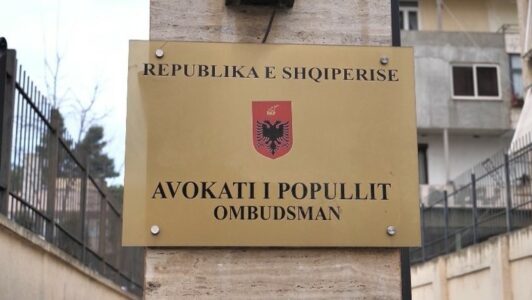 REPUBLIKA E SHQIPERISE
AVOKATI I POPULLIT
OMBUDSMAN